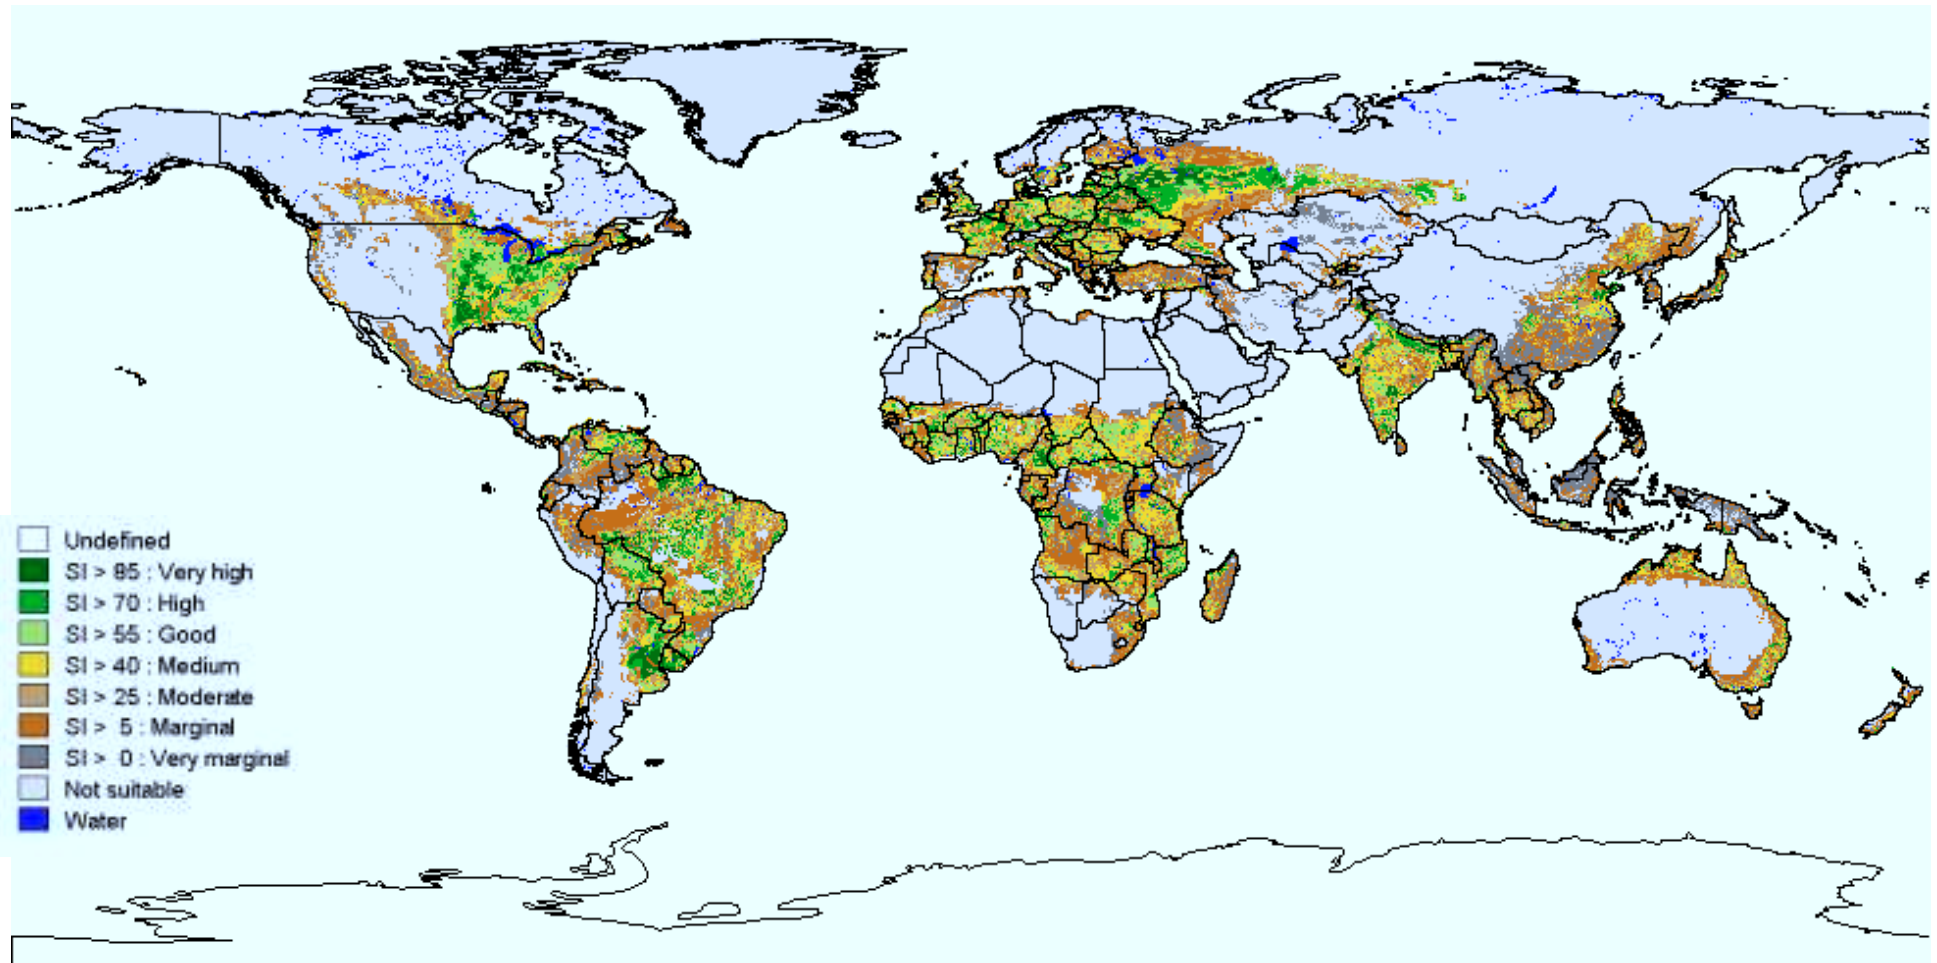 Undefined
SI > 85 : Very high
SI > 70 : High
SI > 55 : Good
SI > 40 : Medium
SI > 25 : Moderate
SI > 5 : Marginal
SI > 0 : Very marginal
Not suitable
Water